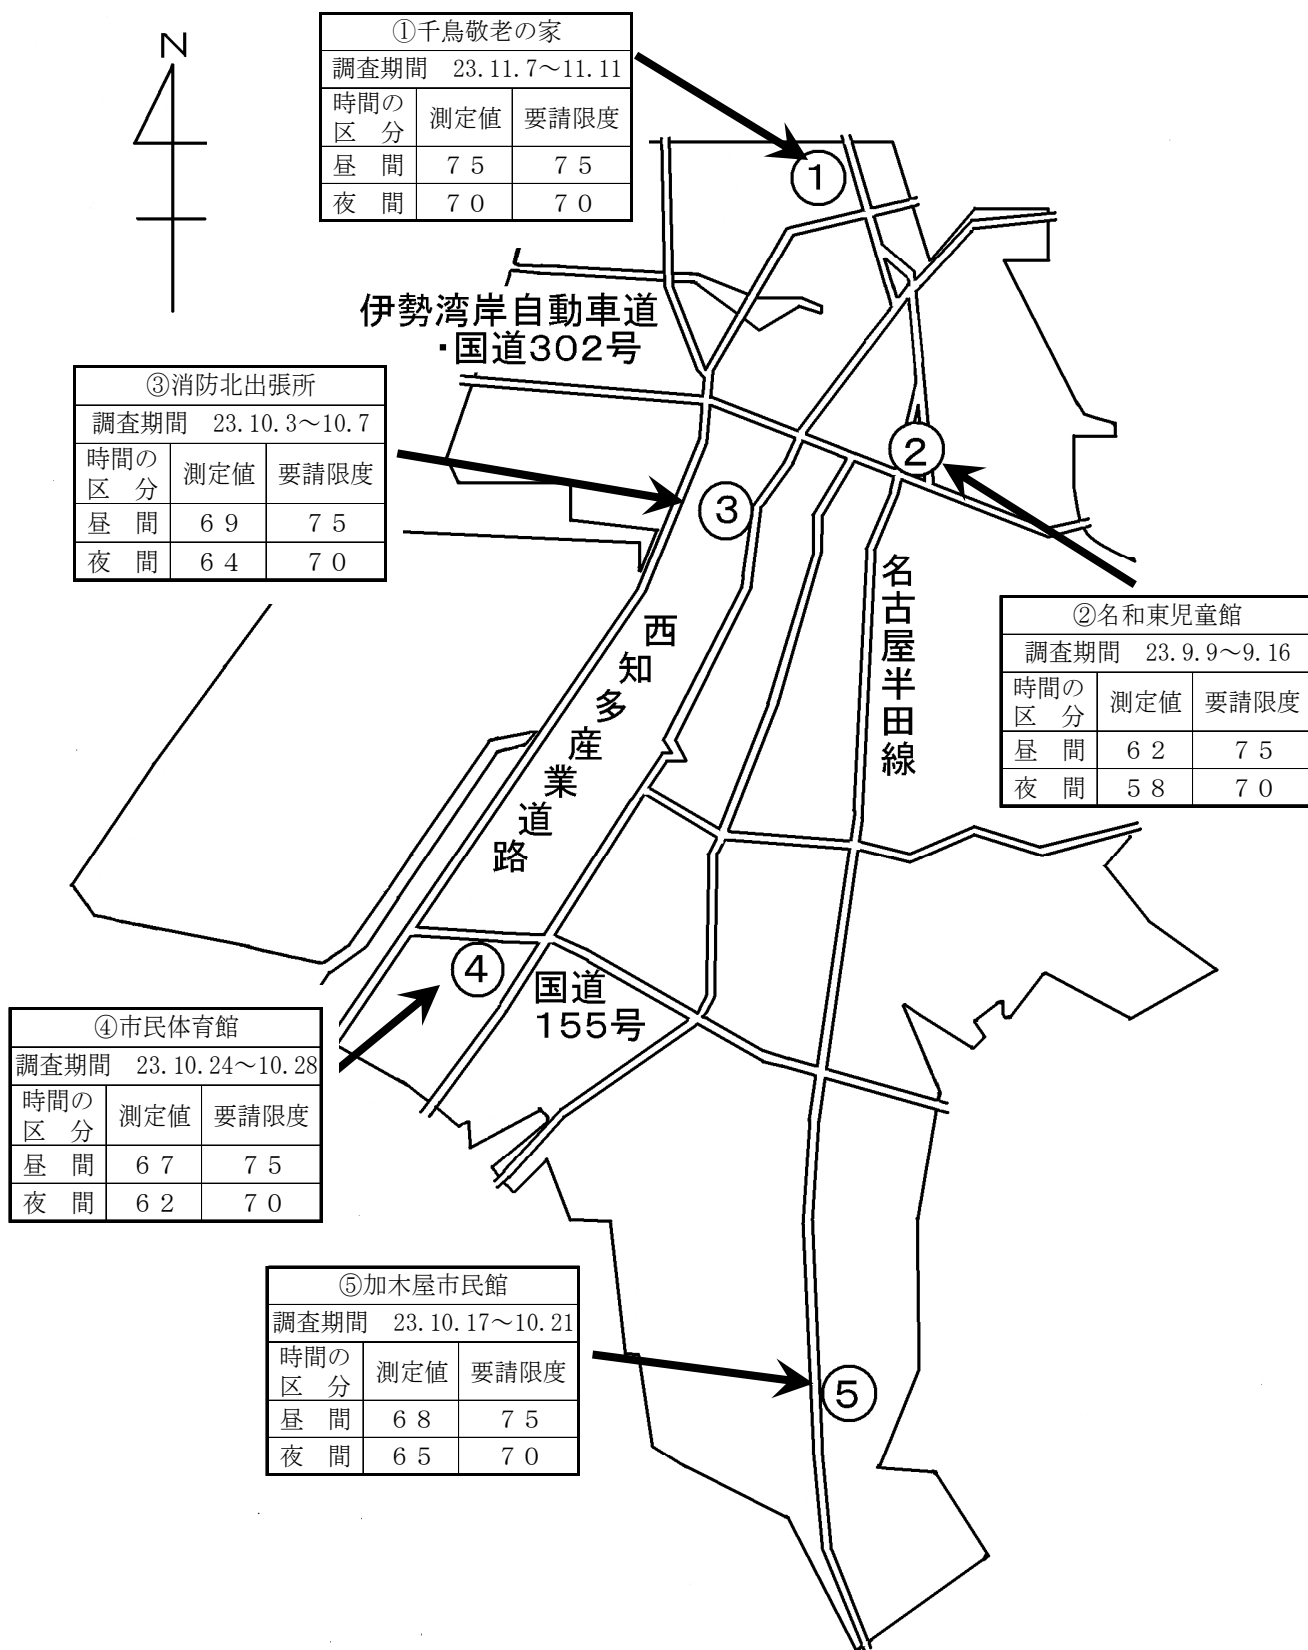 N
①千鳥敬老の家
調査期間 23.11.7～11.11
時間の
区 分 測定値 要請限度
昼 間 75 75
夜 間 70 70
①
伊勢湾岸自動車道
・国道302号
③消防北出張所
調査期間 23.10.3～10.7
時間の
区 分 測定値 要請限度
昼 間 69 75
夜 間 64 70
②
③
名古屋半田線
②名和東児童館
調査期間 23.9.9～9.16
時間の
区 分 測定値 要請限度
昼 間 62 75
夜 間 58 70
西知多産業道路
④
国道
155号
④市民体育館
調査期間 23.10.24～10.28
時間の
区 分 測定値 要請限度
昼 間 67 75
夜 間 62 70
⑤加木屋市民館
調査期間 23.10.17～10.21
時間の
区 分 測定値 要請限度
昼 間 68 75
夜 間 65 70
⑤